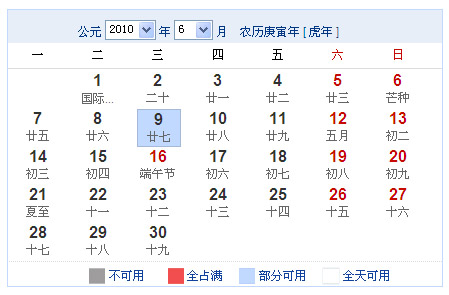 公元 2010 年 6 月 农历庚寅年 [ 虎年 ]
一 二 三 四 五 六 日
1 2 3 4 5 6
国际... 二十 廿一 廿二 廿三 芒种
7 8 9 10 11 12 13
廿五 廿六 廿七 廿八 廿九 五月 初二
14 15 16 17 18 19 20
初三 初四 端午节 初六 初七 初八 初九
21 22 23 24 25 26 27
夏至 十一 十二 十三 十四 十五 十六
28 29 30
十七 十八 十九
不可用 全占满 部分可用 全天可用